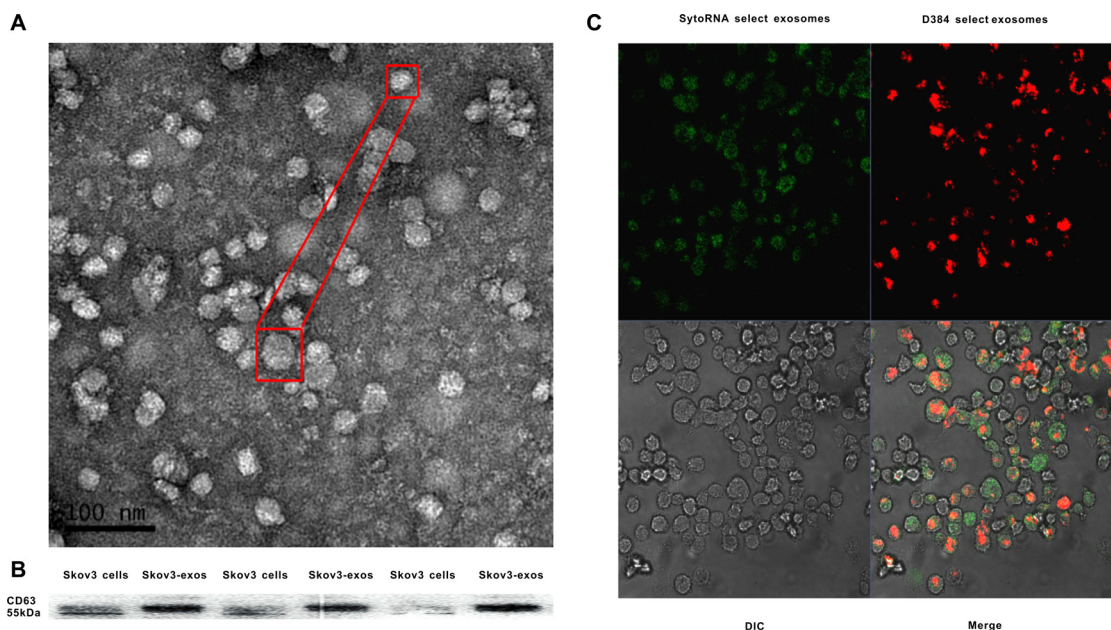 A
100 nm
B
Skov3 cells Skov3-exos Skov3 cells Skov3-exos Skov3 cells Skov3-exos
CD63
55kDa
C
SytoRNA select exosomes D384 select exosomes
DIC Merge